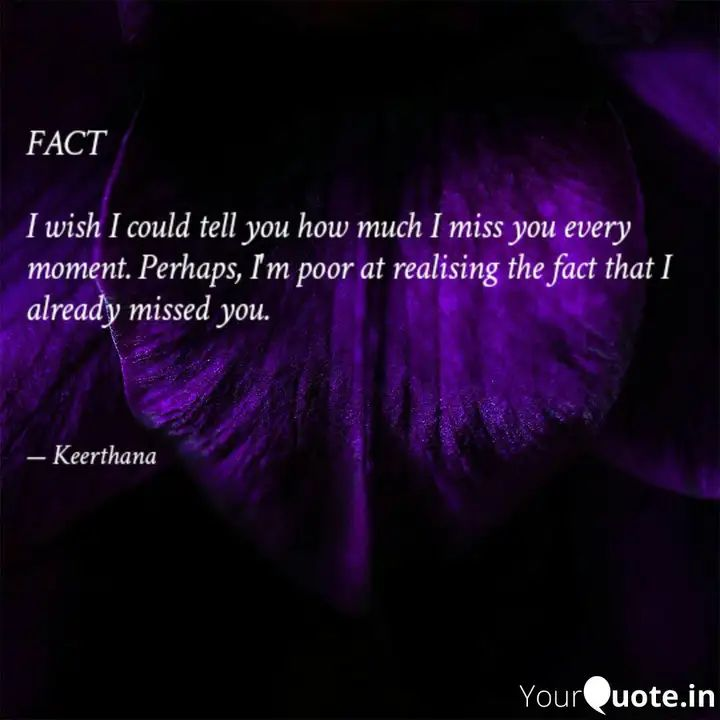 FACT
I wish I could tell you how much I miss you every
moment. Perhaps, I'm poor at realising the fact that I
already missed you.
— Keerthana
YourQuote.in